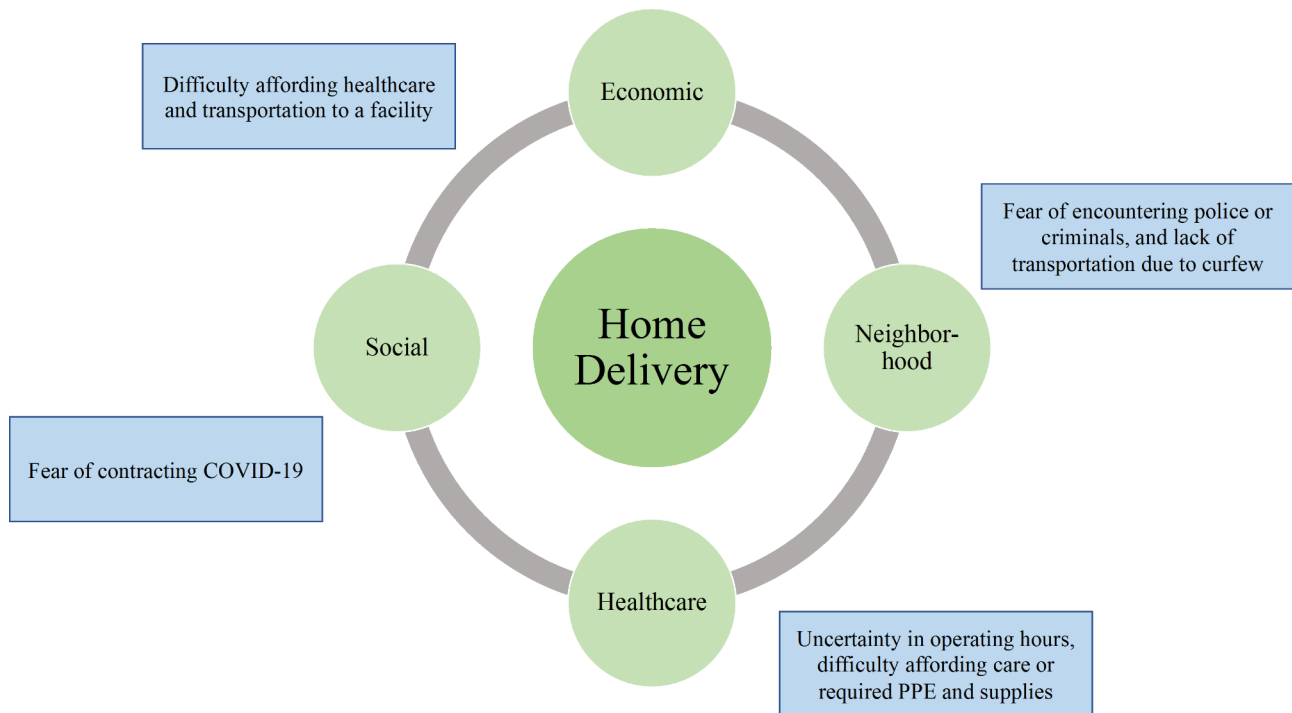 Economic
Difficulty affording healthcare
and transportation to a facility
Fear of encountering police or
criminals, and lack of
transportation due to curfew
Neighbor-
hood
Home
Delivery
Social
Fear of contracting COVID-19
Healthcare
Uncertainty in operating hours,
difficulty affording care or
required PPE and supplies